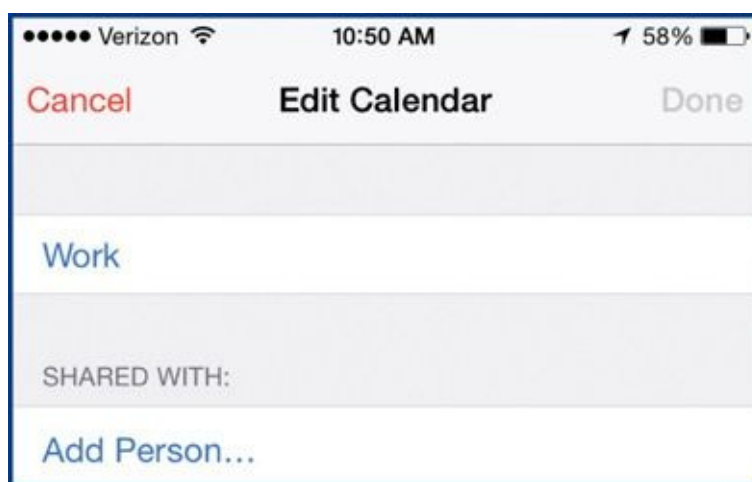 Verizon 10:50 AM 58%
Cancel Edit Calendar Done
Work
SHARED WITH:
Add Person...